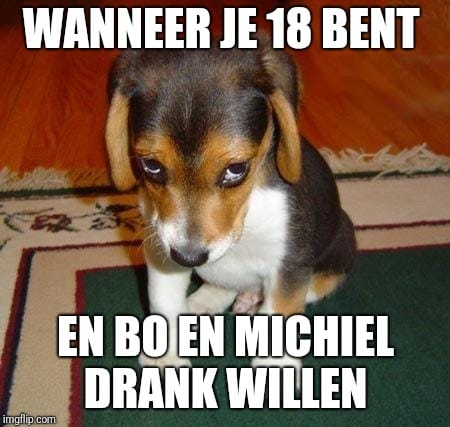 WANNEER JE 18 BENT
EN BO EN MICHIEL
DRANK WILLEN
imgflip.com